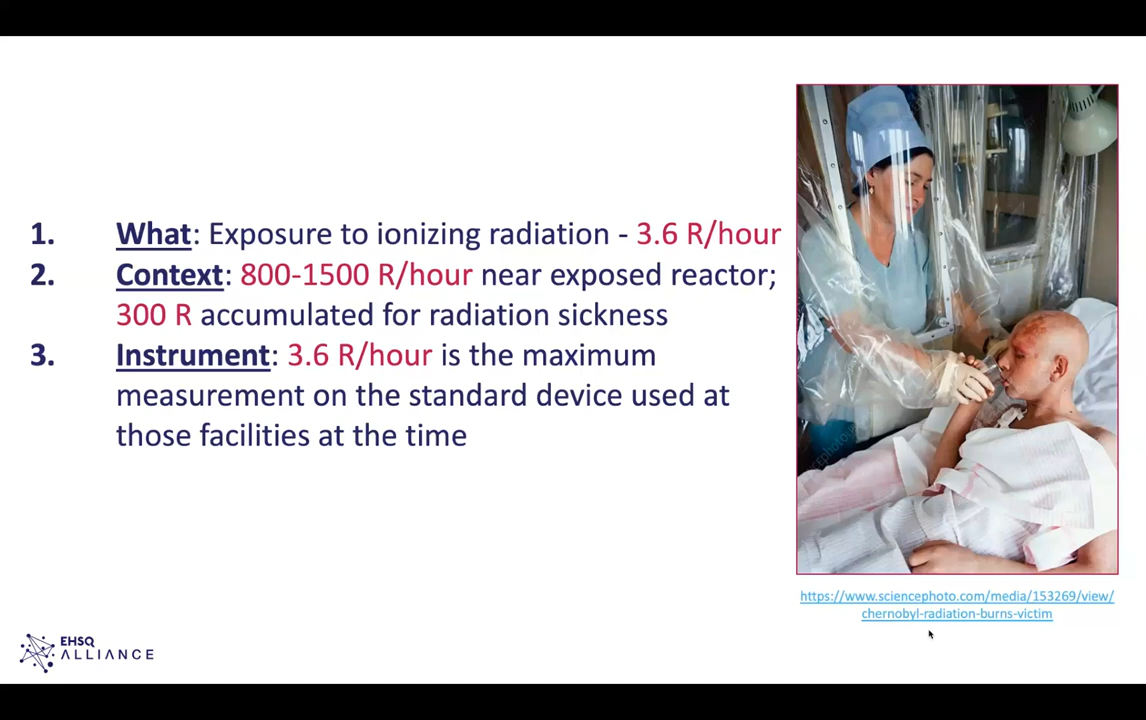 1. What: Exposure to ionizing radiation - 3.6 R/hour
2. Context: 800-1500 R/hour near exposed reactor;
300 R accumulated for radiation sickness
3. Instrument: 3.6 R/hour is the maximum
measurement on the standard device used at
those facilities at the time
https://www.sciencephoto.com/media/153269/view/
chernobyl-radiation-burns-victim
EHSQ
ALLIANCE